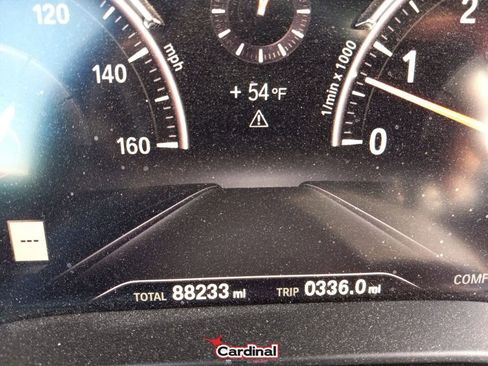 120
140
mph
160
+ 54 °F
1/min x 1000
2
1
0
---
COMF
TOTAL 88233 mi TRIP 0336.0 mi
Cardinal